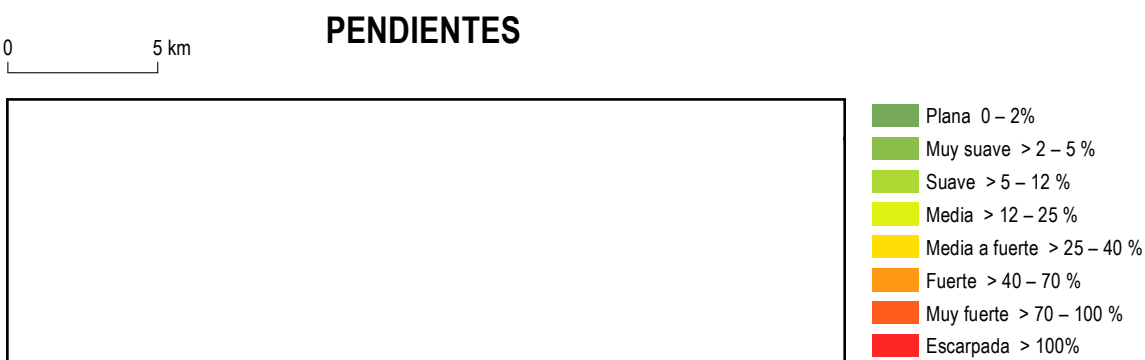 PENDIENTES
0 5 km
Plana 0 – 2%
Muy suave > 2 – 5 %
Suave > 5 – 12 %
Media > 12 – 25 %
Media a fuerte > 25 – 40 %
Fuerte > 40 – 70 %
Muy fuerte > 70 – 100 %
Escarpada > 100%